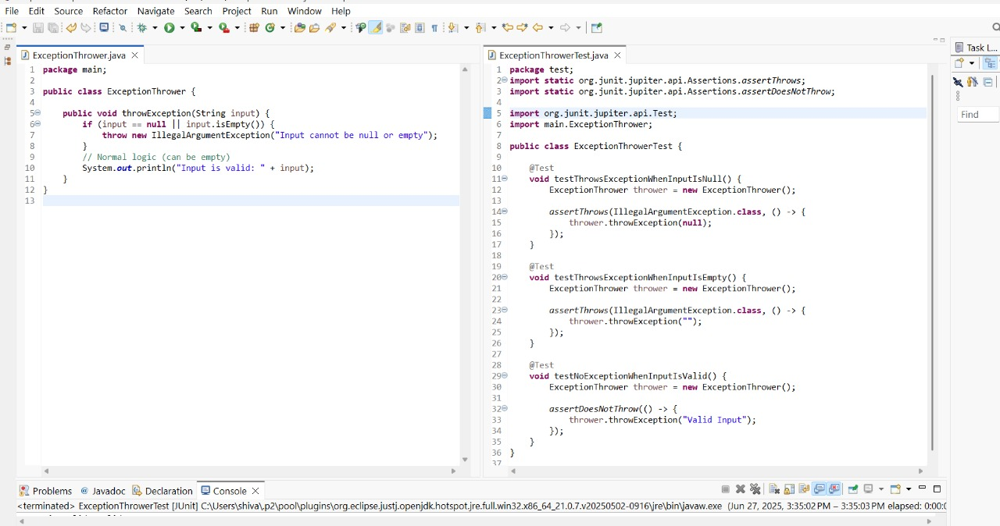 File Edit Source Refactor Navigate Search Project Run Window Help
ExceptionThrower.java
1 package main;
2
3 public class ExceptionThrower {
4
5 public void throwException(String input) {
6 if (input == null || input.isEmpty()) {
7 throw new IllegalArgumentException("Input cannot be null or empty");
8 }
9 // Normal logic (can be empty)
10 System.out.println("Input is valid: " + input);
11 }
12 }
13
ExceptionThrowerTest.java
1 package test;
2 import static org.junit.jupiter.api.Assertions.assertThrows;
3 import static org.junit.jupiter.api.Assertions.assertDoesNotThrow;
4
5 import org.junit.jupiter.api.Test;
6 import main.ExceptionThrower;
7
8 public class ExceptionThrowerTest {
9
10 @Test
11 void testThrowsExceptionWhenInputIsNull() {
12 ExceptionThrower thrower = new ExceptionThrower();
13
14 assertThrows(IllegalArgumentException.class, () -> {
15 thrower.throwException(null);
16 });
17 }
18
19 @Test
20 void testThrowsExceptionWhenInputIsEmpty() {
21 ExceptionThrower thrower = new ExceptionThrower();
22
23 assertThrows(IllegalArgumentException.class, () -> {
24 thrower.throwException("");
25 });
26 }
27
28 @Test
29 void testNoExceptionWhenInputIsValid() {
30 ExceptionThrower thrower = new ExceptionThrower();
31
32 assertDoesNotThrow(() -> {
33 thrower.throwException("Valid Input");
34 });
35 }
36 }
37
Task L...
Find
Problems @ Javadoc Declaration Console
<terminated> ExceptionThrowerTest [JUnit] C:\Users\shiva\.p2\pool\plugins\org.eclipse.justj.openjdk.hotspot.jre.full.win32.x86_64_21.0.7.v20250502-0916\jre\bin\javaw.exe (Jun 27, 2025, 3:35:02 PM – 3:35:03 PM elapsed: 0:00:0